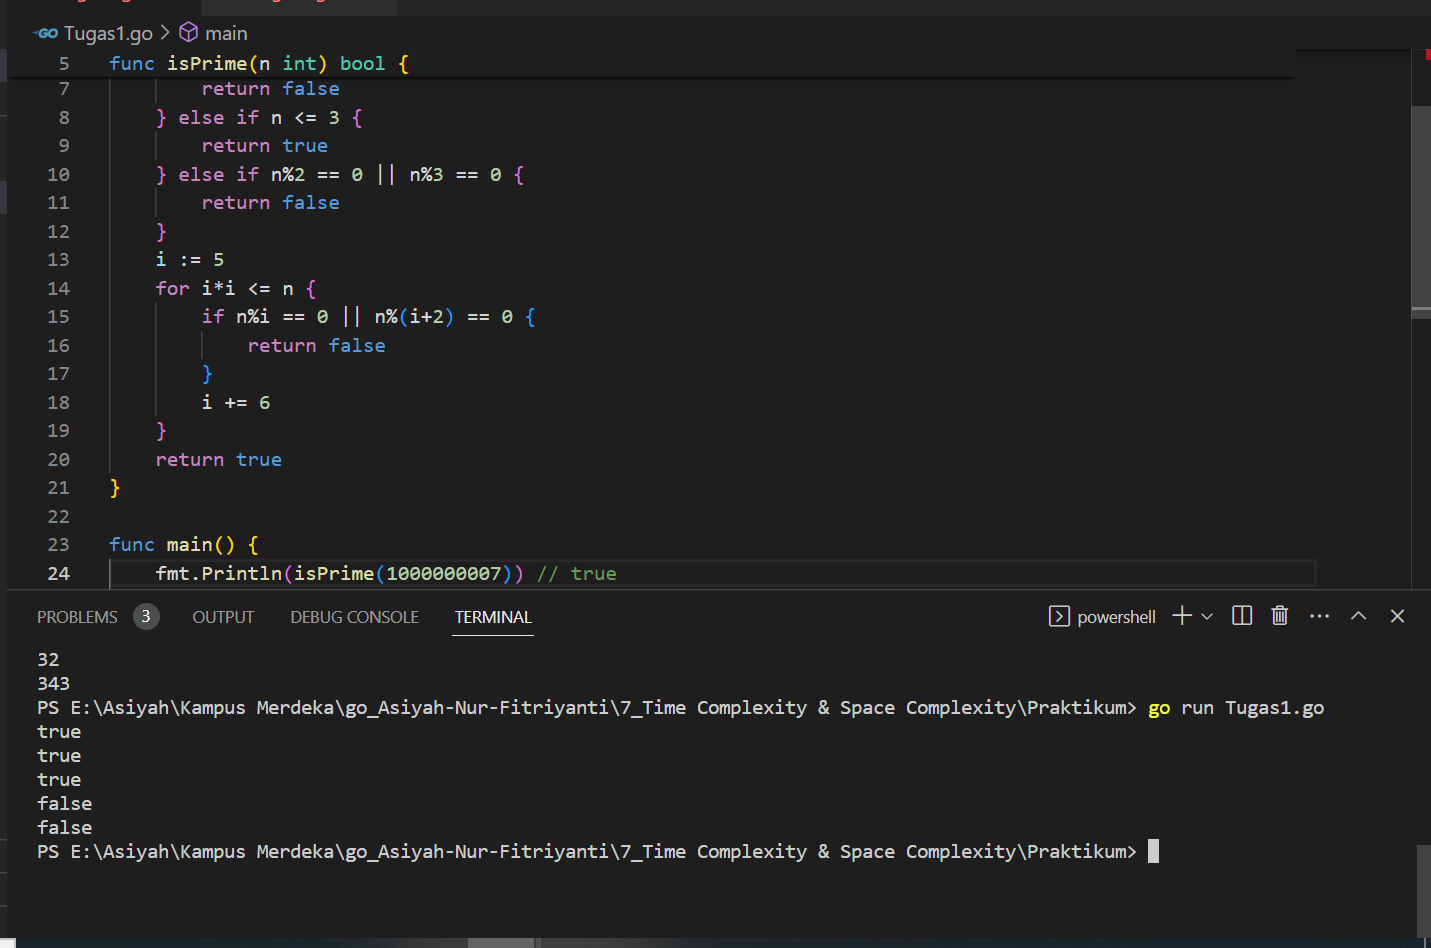 GO Tugas1.go > main
5 func isPrime(n int) bool {
7 return false
8 } else if n <= 3 {
9 return true
10 } else if n%2 == 0 || n%3 == 0 {
11 return false
12 }
13 i := 5
14 for i*i <= n {
15 if n%i == 0 || n%(i+2) == 0 {
16 return false
17 }
18 i += 6
19 }
20 return true
21 }
22
23 func main() {
24 fmt.Println(isPrime(1000000007)) // true
PROBLEMS 3 OUTPUT DEBUG CONSOLE TERMINAL powershell
32
343
PS E:\Asiyah\Kampus Merdeka\go_Asiyah-Nur-Fitriyanti\7_Time Complexity & Space Complexity\Praktikum> go run Tugas1.go
true
true
true
false
false
PS E:\Asiyah\Kampus Merdeka\go_Asiyah-Nur-Fitriyanti\7_Time Complexity & Space Complexity\Praktikum>